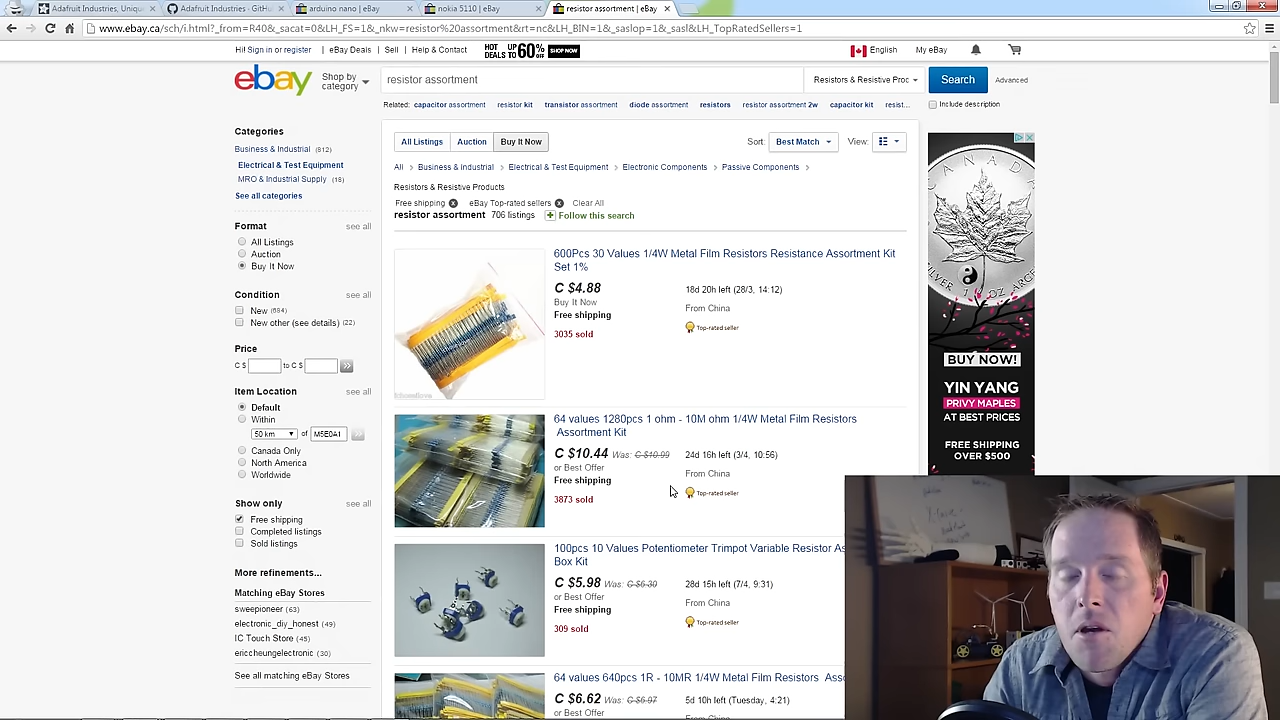 Adafruit Industries, Uniqu
Adafruit Industries - GitHu
arduino nano | eBay
nokia 5110 | eBay
resistor assortment | eBay
www.ebay.ca/sch/i.html?_from=R40&_sacat=0&LH_FS=1&_nkw=resistor%20assortment&rt=nc&LH_BIN=1&_saslop=1&_sasl&LH_TopRatedSellers=1
Hi! Sign in or register
eBay Deals
Sell
Help & Contact
HOT DEALS UP TO 60% OFF SHOP NOW
English
My eBay
ebay
Shop by category
resistor assortment
Resistors & Resistive Proc
Search
Advanced
Related: capacitor assortment resistor kit transistor assortment diode assortment resistors resistor assortment 2w capacitor kit resist...
Include description
Categories
Business & Industrial (812)
Electrical & Test Equipment
MRO & Industrial Supply (18)
See all categories
Format see all
All Listings
Auction
Buy It Now
Condition see all
New (694)
New other (see details) (22)
Price
C $ to C $
Item Location see all
Default
Within
50 km of M5E0A1
Canada Only
North America
Worldwide
Show only see all
Free shipping
Completed listings
Sold listings
More refinements...
Matching eBay Stores
sweepioneer (63)
electronic_diy_honest (49)
IC Touch Store (45)
ericcheungelectronic (30)
See all matching eBay Stores
All Listings Auction Buy It Now
Sort: Best Match View:
All > Business & Industrial > Electrical & Test Equipment > Electronic Components > Passive Components >
Resistors & Resistive Products
Free shipping eBay Top-rated sellers Clear All
resistor assortment 706 listings Follow this search
600Pcs 30 Values 1/4W Metal Film Resistors Resistance Assortment Kit
Set 1%
C $4.88 18d 20h left (28/3, 14:12)
Buy It Now From China
Free shipping
Top-rated seller
3035 sold
64 values 1280pcs 1 ohm - 10M ohm 1/4W Metal Film Resistors
Assortment Kit
C $10.44 Was: C $10.99 24d 16h left (3/4, 10:56)
or Best Offer From China
Free shipping
Top-rated seller
3873 sold
100pcs 10 Values Potentiometer Trimpot Variable Resistor As
Box Kit
C $5.98 Was: C $6.30 28d 15h left (7/4, 9:31)
or Best Offer From China
Free shipping
Top-rated seller
309 sold
64 values 640pcs 1R - 10MR 1/4W Metal Film Resistors Asso
C $6.62 Was: C $6.97 5d 10h left (Tuesday, 4:21)
or Best Offer From China
CANADA
BUY NOW!
YIN YANG
PRIVY MAPLES
AT BEST PRICES
FREE SHIPPING
OVER $500